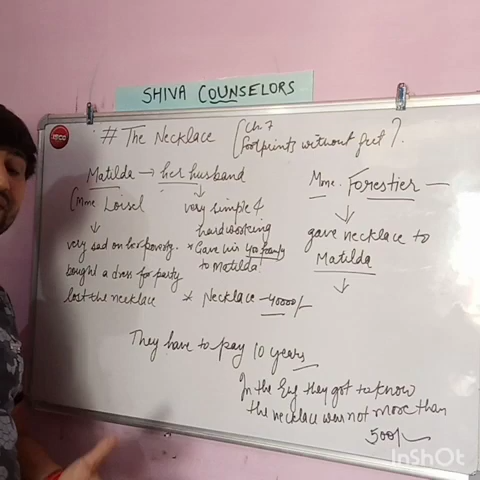 SHIVA COUNSELORS
# The Necklace [Ch. 7
Footprints without feet ].
Matilda → her husband
(Mme Loisel
very sad on her poverty.
bought a dress for party
lost the necklace
very simple &
hardworking
* Gave his 400 franly
to Matilda
* Necklace - 40000/-
Mme. Forestier -
gave necklace to
Matilda
They have to pay 10 years
In the End they got to know
the necklace was not more than
500/-
InShOt